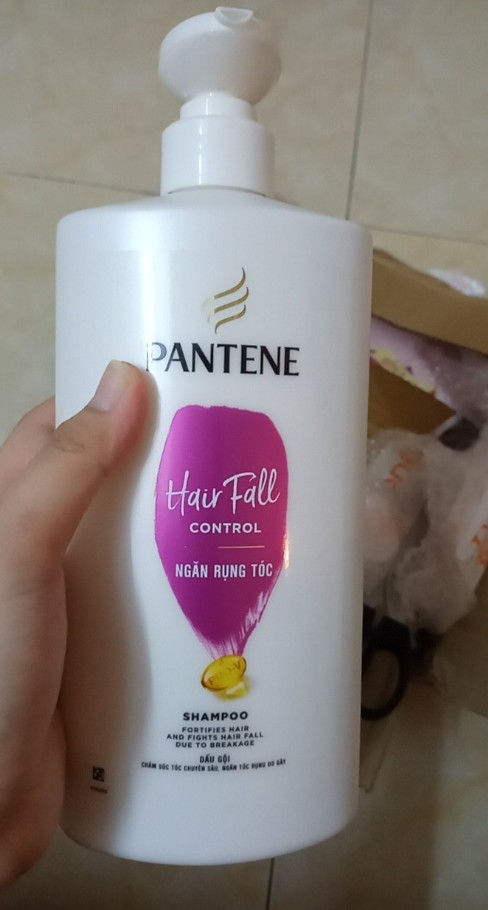 PANTENE
Hair Fall
CONTROL
NGĂN RỤNG TÓC
PRO-V
SHAMPOO
FORTIFIES HAIR
AND FIGHTS HAIR FALL
DUE TO BREAKAGE
DẦU GỘI
CHĂM SÓC TÓC CHUYÊN SÂU, NGĂN TÓC RỤNG DO GÃY